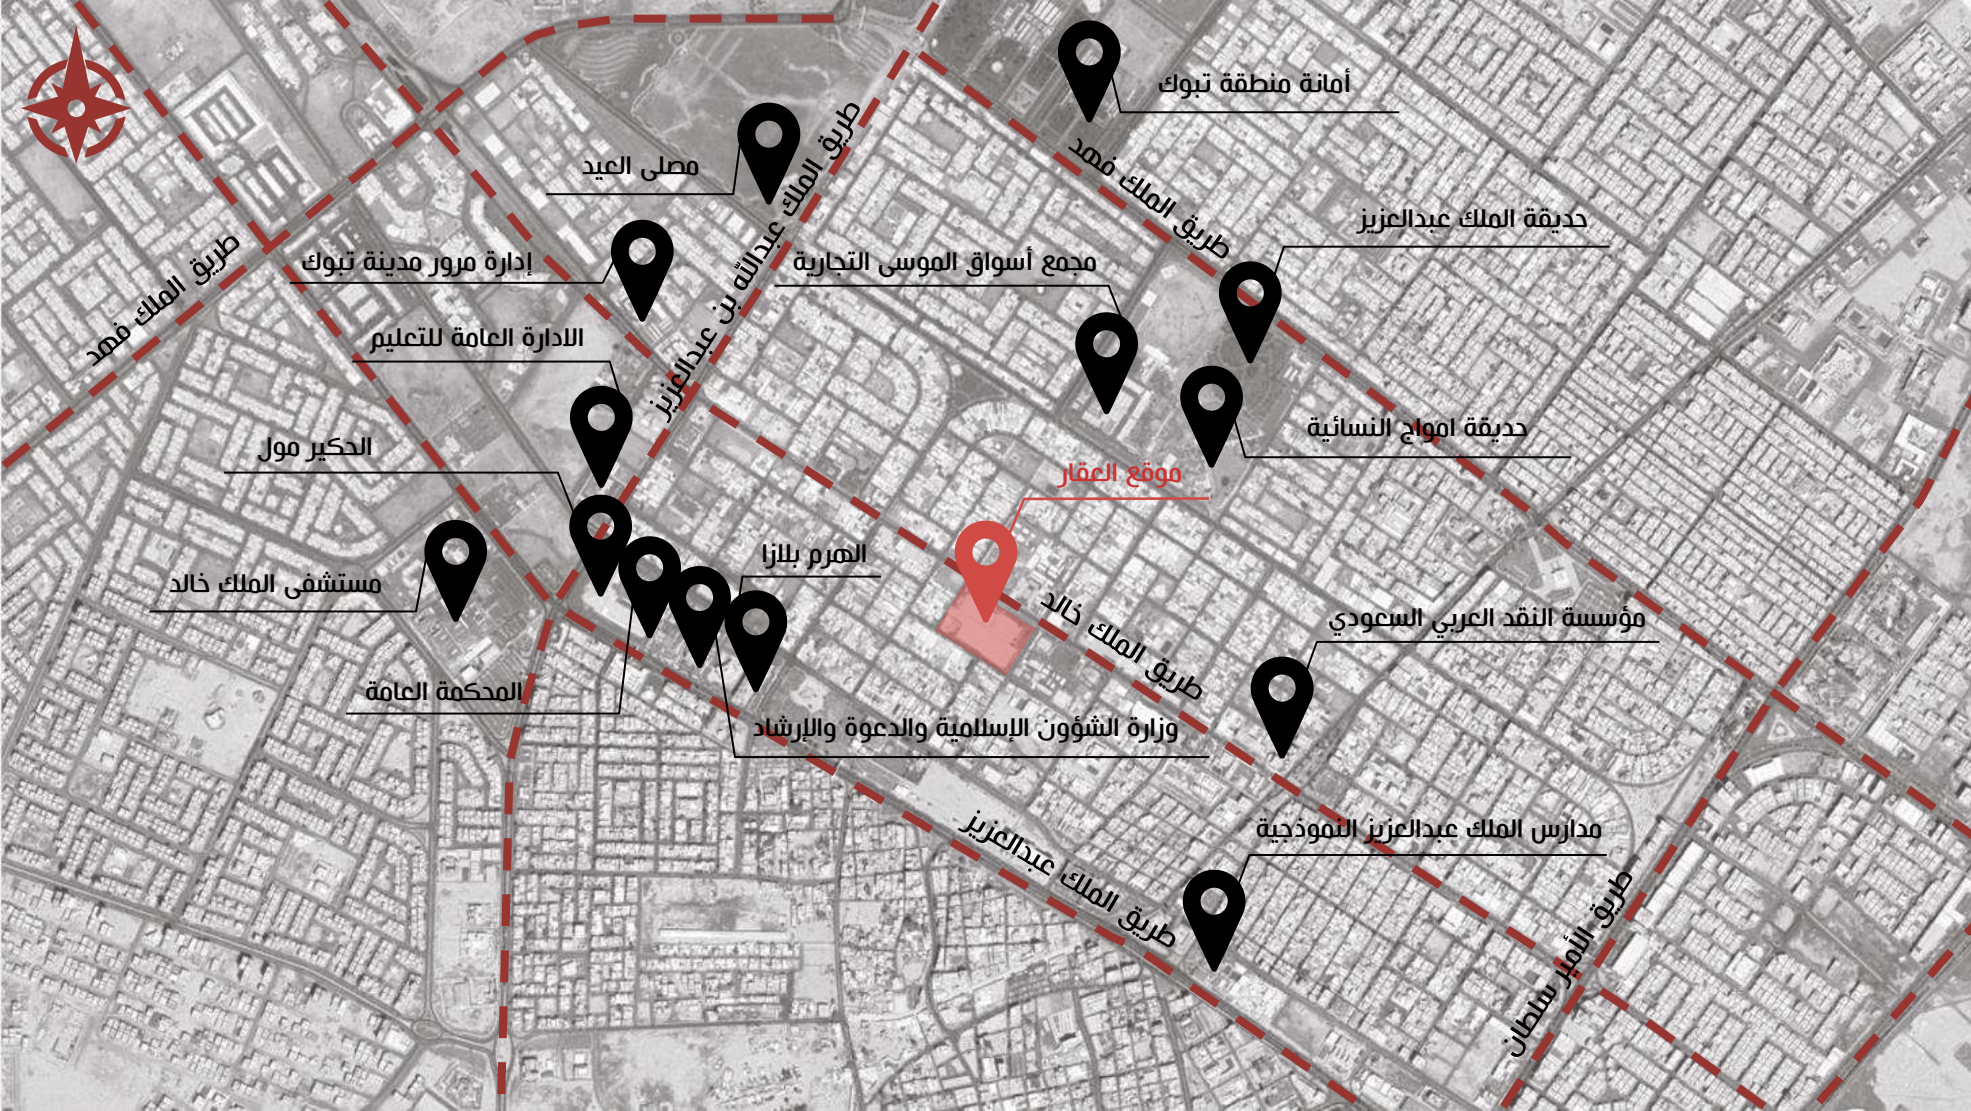 أمانة منطقة تبوك
طريق الملك فهد
مصلى العيد
طريق الملك عبدالله بن عبدالعزيز
حديقة الملك عبدالعزيز
مجمع أسواق الموسى التجارية
إدارة مرور مدينة تبوك
طريق الملك فهد
الادارة العامة للتعليم
حديقة امواج النسائية
الحكير مول
موقع العقار
الهرم بلازا
مستشفى الملك خالد
طريق الملك خالد
مؤسسة النقد العربي السعودي
المحكمة العامة
وزارة الشؤون الإسلامية والدعوة والإرشاد
طريق الملك عبدالعزيز
مدارس الملك عبدالعزيز النموذجية
طريق الأمير سلطان